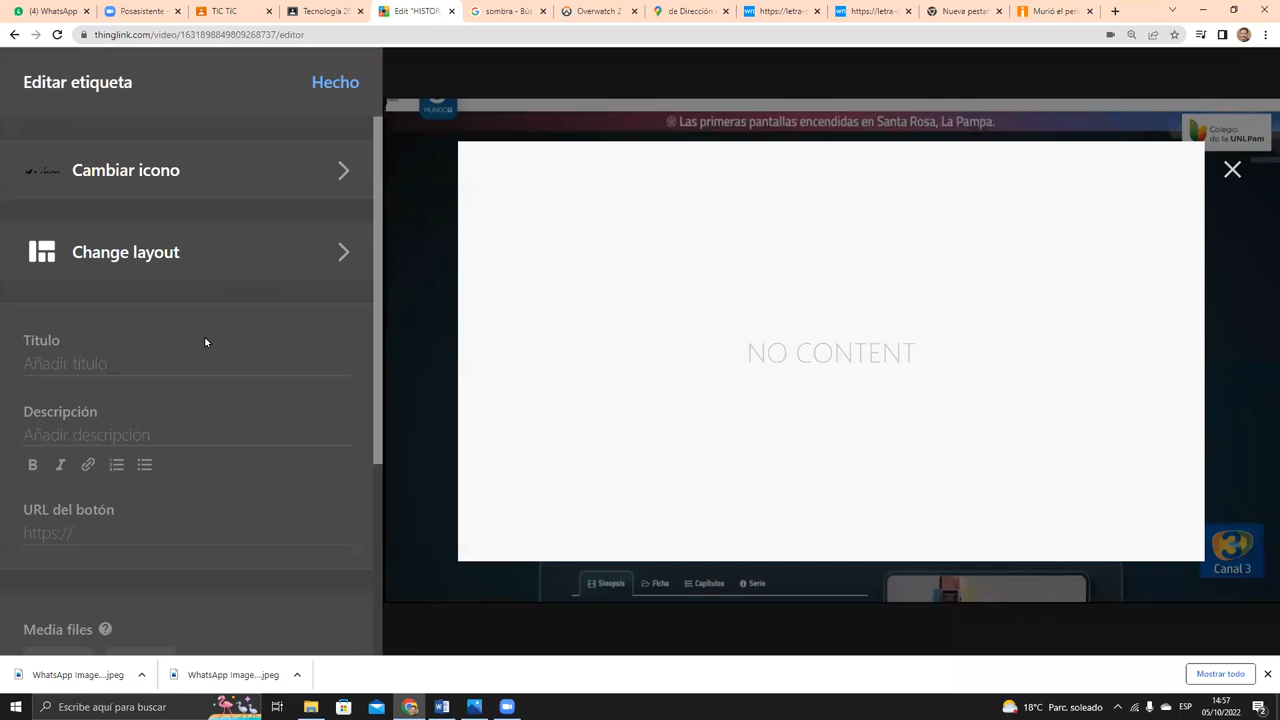 (4) WhatsApp
Posasistente
TIC TIC
Tecnología 20
Edit "HISTOR
sombra - Bús
Overwatch 2
de Dirección
https://letra-c
https://letra-c
Nueva pestañ
Murió el pen
thinglink.com/video/1631898849809268737/editor
Editar etiqueta
Hecho
MUNDOU
Las primeras pantallas encendidas en Santa Rosa, La Pampa.
Colegio
de la UNLPam
Cambiar icono
Change layout
NO CONTENT
Título
Añadir título
Descripción
Añadir descripción
B I
URL del botón
https://
3
Canal 3
Sinopsis
Ficha
Capítulos
Serie
Media files
WhatsApp Image....jpeg
WhatsApp Image....jpeg
Mostrar todo
Escribe aquí para buscar
18°C Parc. soleado
ESP
14:57
05/10/2022
2